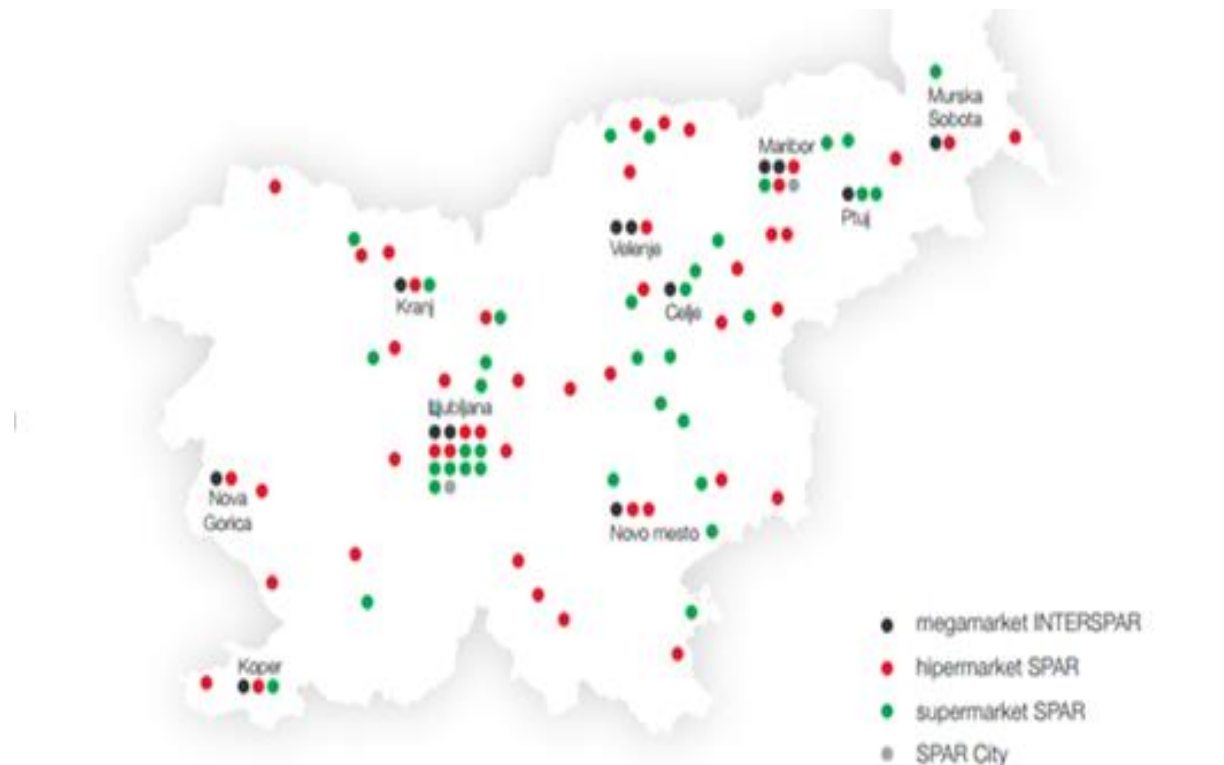 Murska
Sobota
Maribor
Ptuj
Velenje
Kranj
Celje
Ljubljana
Nova
Gorica
Novo mesto
Koper
megamarket INTERSPAR
hipermarket SPAR
supermarket SPAR
SPAR City